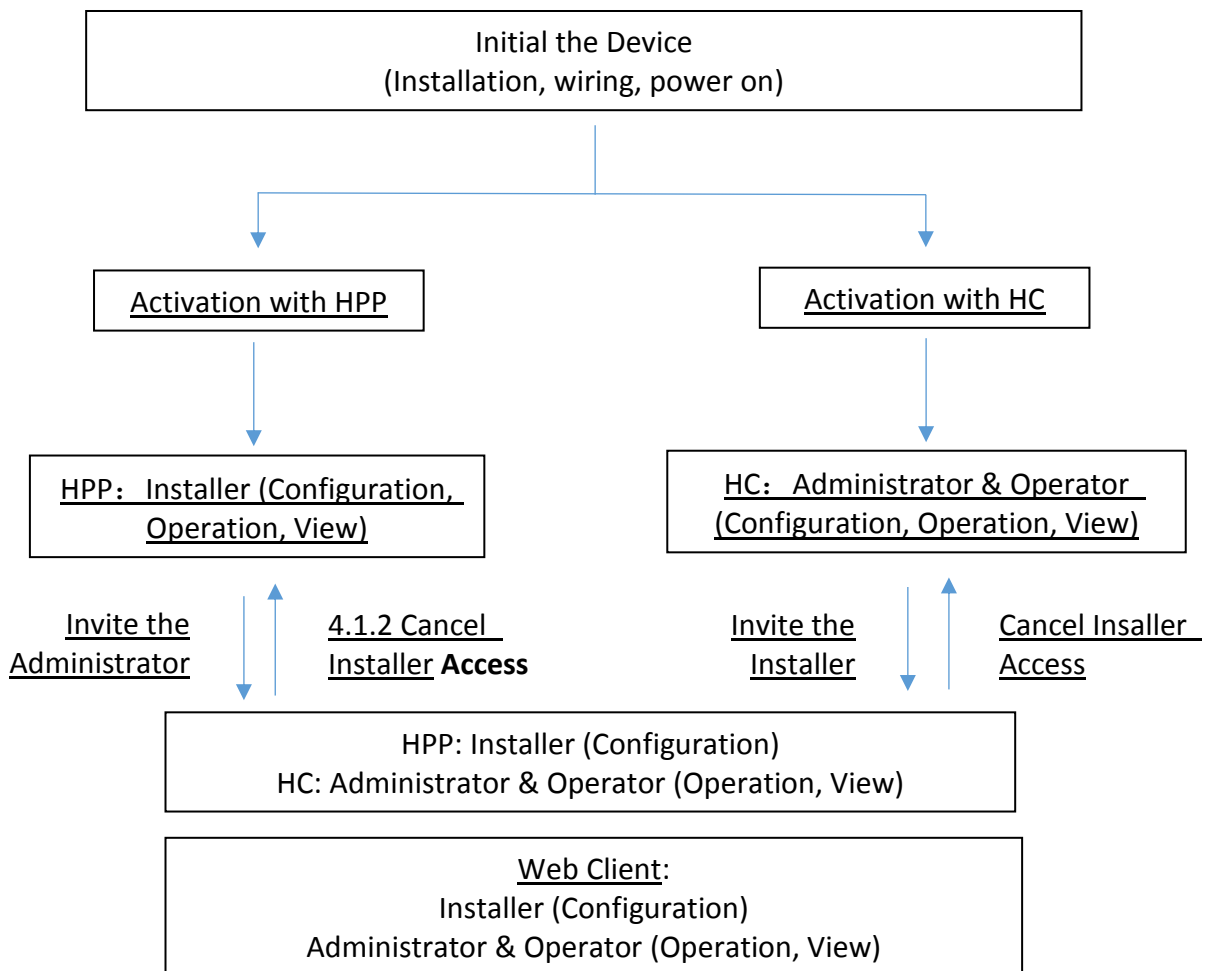 Initial the Device
(Installation, wiring, power on)
Activation with HPP
Activation with HC
HPP： Installer (Configuration,
Operation, View)
HC： Administrator & Operator
(Configuration, Operation, View)
Invite the
Administrator
4.1.2 Cancel
Installer Access
Invite the
Installer
Cancel Insaller
Access
HPP: Installer (Configuration)
HC: Administrator & Operator (Operation, View)
Web Client:
Installer (Configuration)
Administrator & Operator (Operation, View)